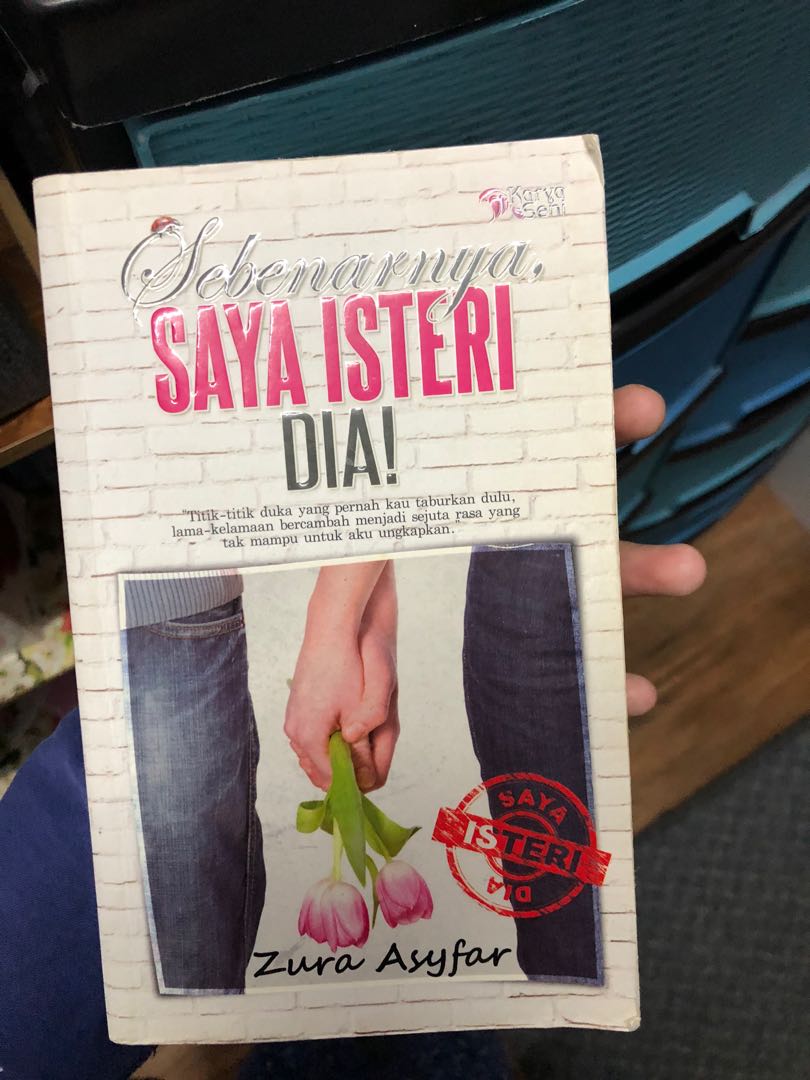 Karya
Seni
Sebenarnya,
SAYA ISTERI
DIA!
"Titik-titik duka yang pernah kau taburkan dulu,
lama-kelamaan bercambah menjadi sejuta rasa yang
tak mampu untuk aku ungkapkan."
SAYA
ISTERI
DIA
Zura Asyfar